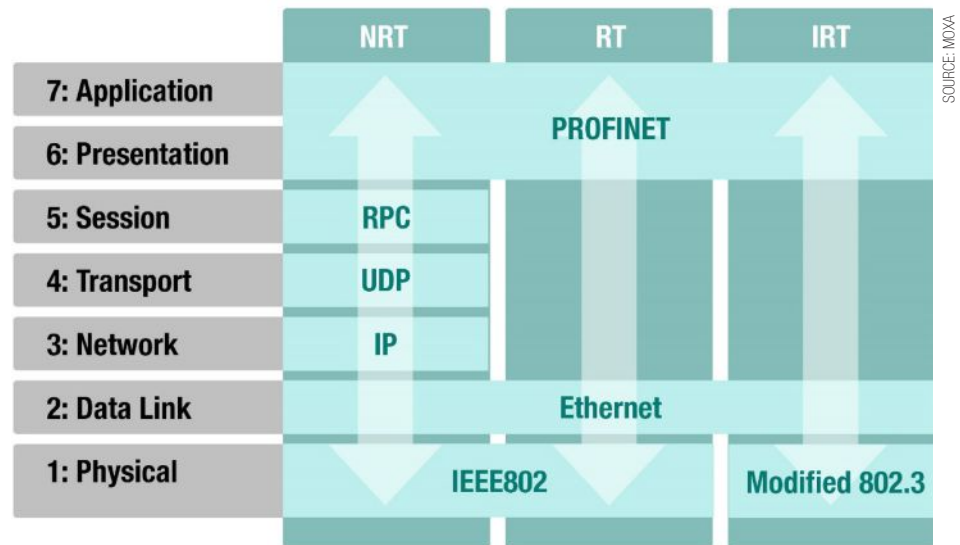 NRT RT IRT
SOURCE: MOXA
7: Application
PROFINET
6: Presentation
5: Session RPC
4: Transport UDP
3: Network IP
2: Data Link Ethernet
1: Physical IEEE802 Modified 802.3